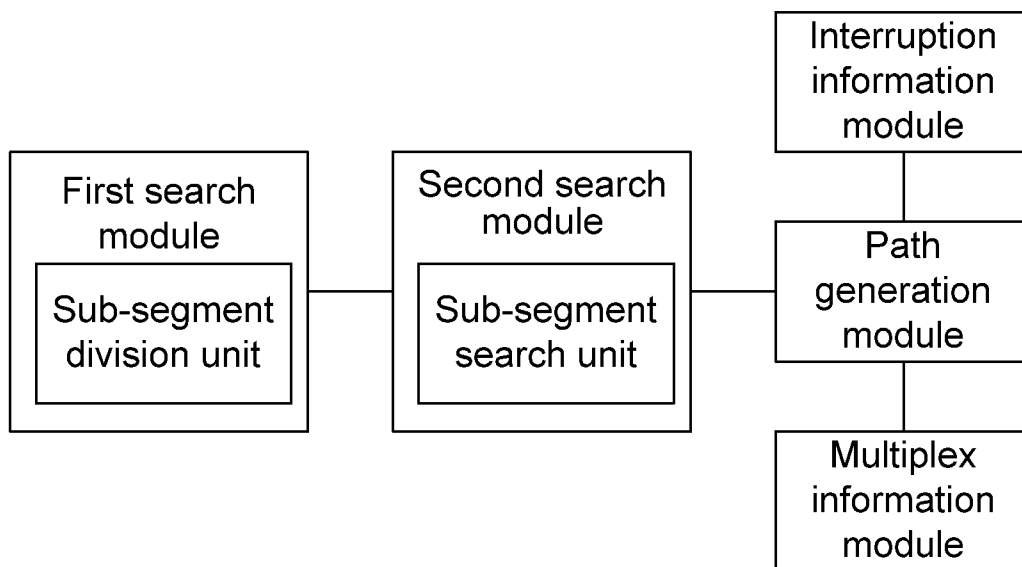 First search
module
Sub-segment
division unit
Second search
module
Sub-segment
search unit
Interruption
information
module
Path
generation
module
Multiplex
information
module